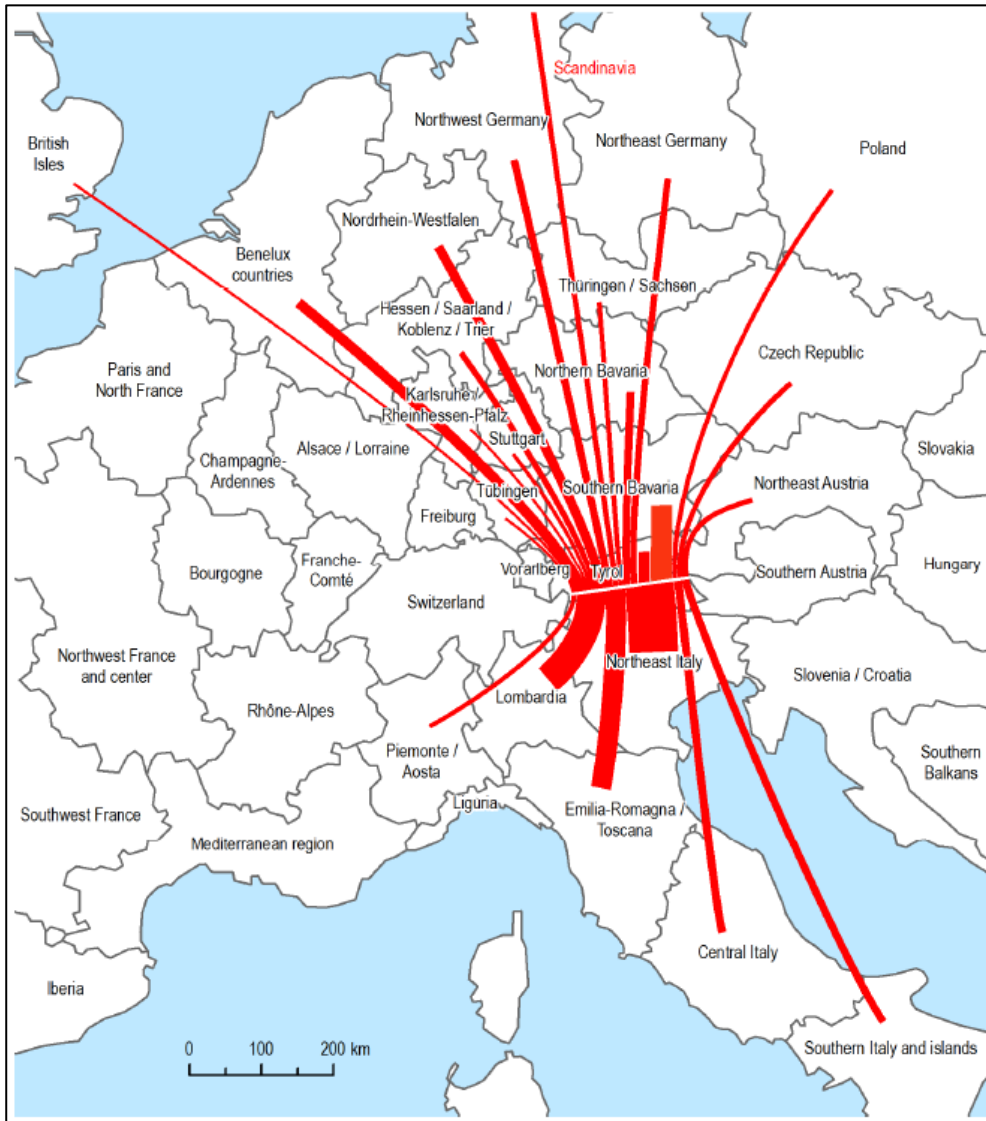 Scandinavia
Northwest Germany
Northeast Germany
British
Isles
Poland
Nordrhein-Westfalen
Benelux
countries
Thüringen / Sachsen
Hessen / Saarland /
Koblenz / Trier
Czech Republic
Paris and
North France
Northern Bavaria
Karlsruhe /
Rheinhessen-Pfalz
Stuttgart
Alsace / Lorraine
Slovakia
Champagne-
Ardennes
Tübingen
Southern Bavaria
Northeast Austria
Freiburg
Bourgogne
Franche-
Comté
Vorarlberg
Tyrol
Southern Austria
Hungary
Switzerland
Northwest France
and center
Northeast Italy
Slovenia / Croatia
Lombardia
Rhône-Alpes
Piemonte /
Aosta
Southern
Balkans
Liguria
Southwest France
Emilia-Romagna /
Toscana
Mediterranean region
Central Italy
Iberia
0 100 200 km
Southern Italy and islands